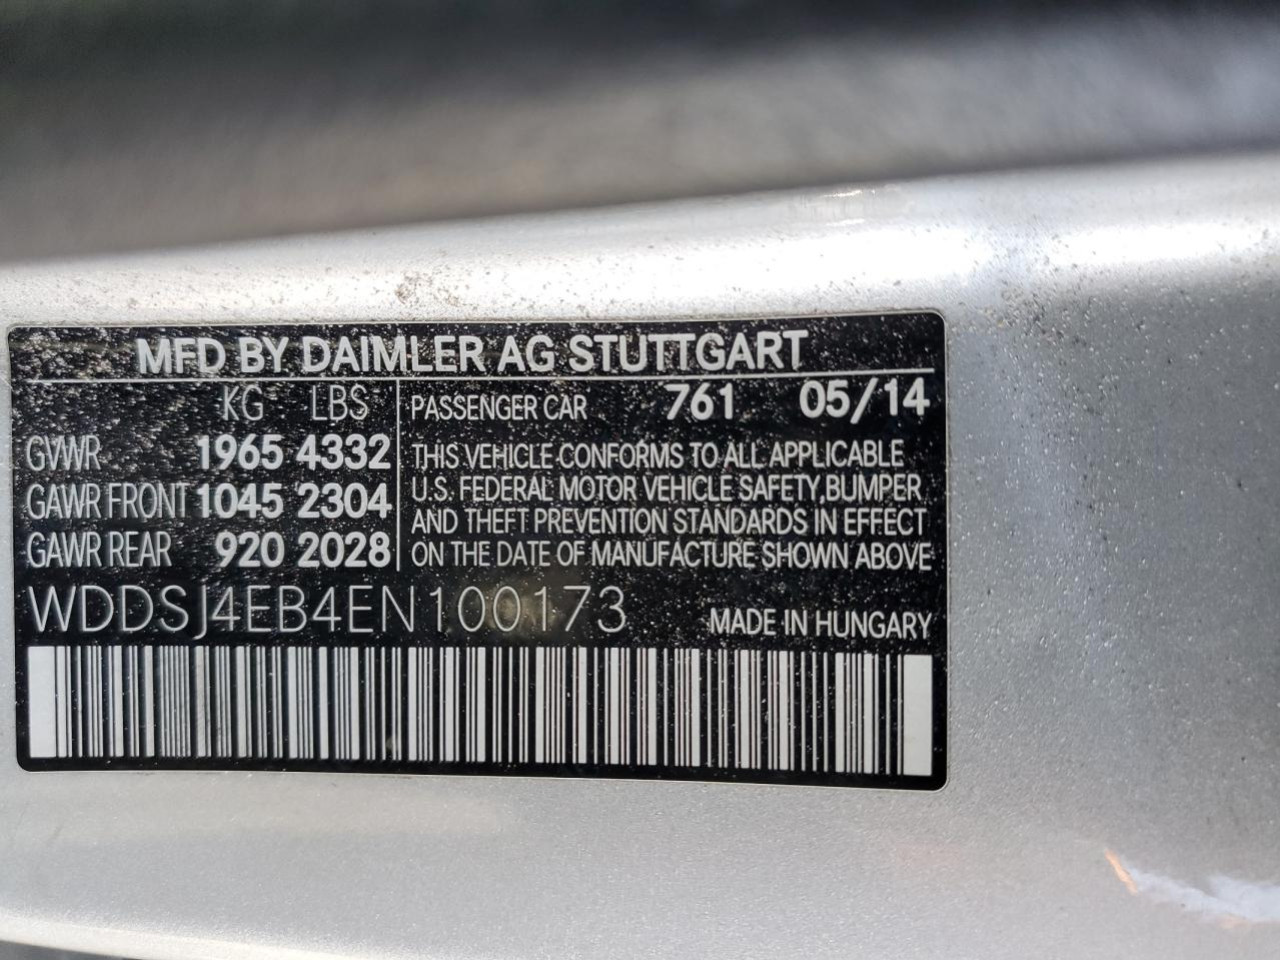 MFD BY DAIMLER AG STUTTGART
KG LBS PASSENGER CAR 761 05/14
GVWR 1965 4332 THIS VEHICLE CONFORMS TO ALL APPLICABLE
GAWR FRONT 1045 2304 U.S. FEDERAL MOTOR VEHICLE SAFETY, BUMPER
AND THEFT PREVENTION STANDARDS IN EFFECT
GAWR REAR 920 2028 ON THE DATE OF MANUFACTURE SHOWN ABOVE
WDDSJ4EB4EN100173 MADE IN HUNGARY